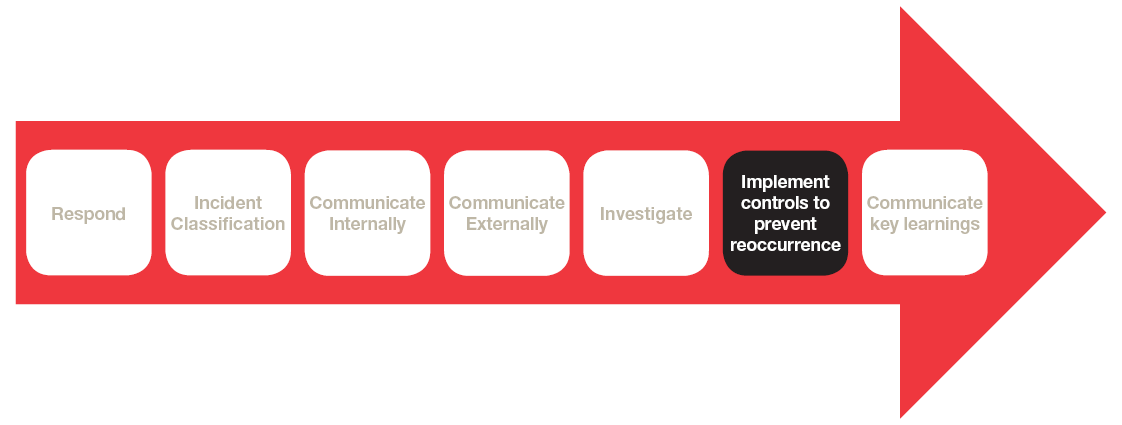 Respond
Incident
Classification
Communicate
Internally
Communicate
Externally
Investigate
Implement
controls to
prevent
reoccurrence
Communicate
key learnings